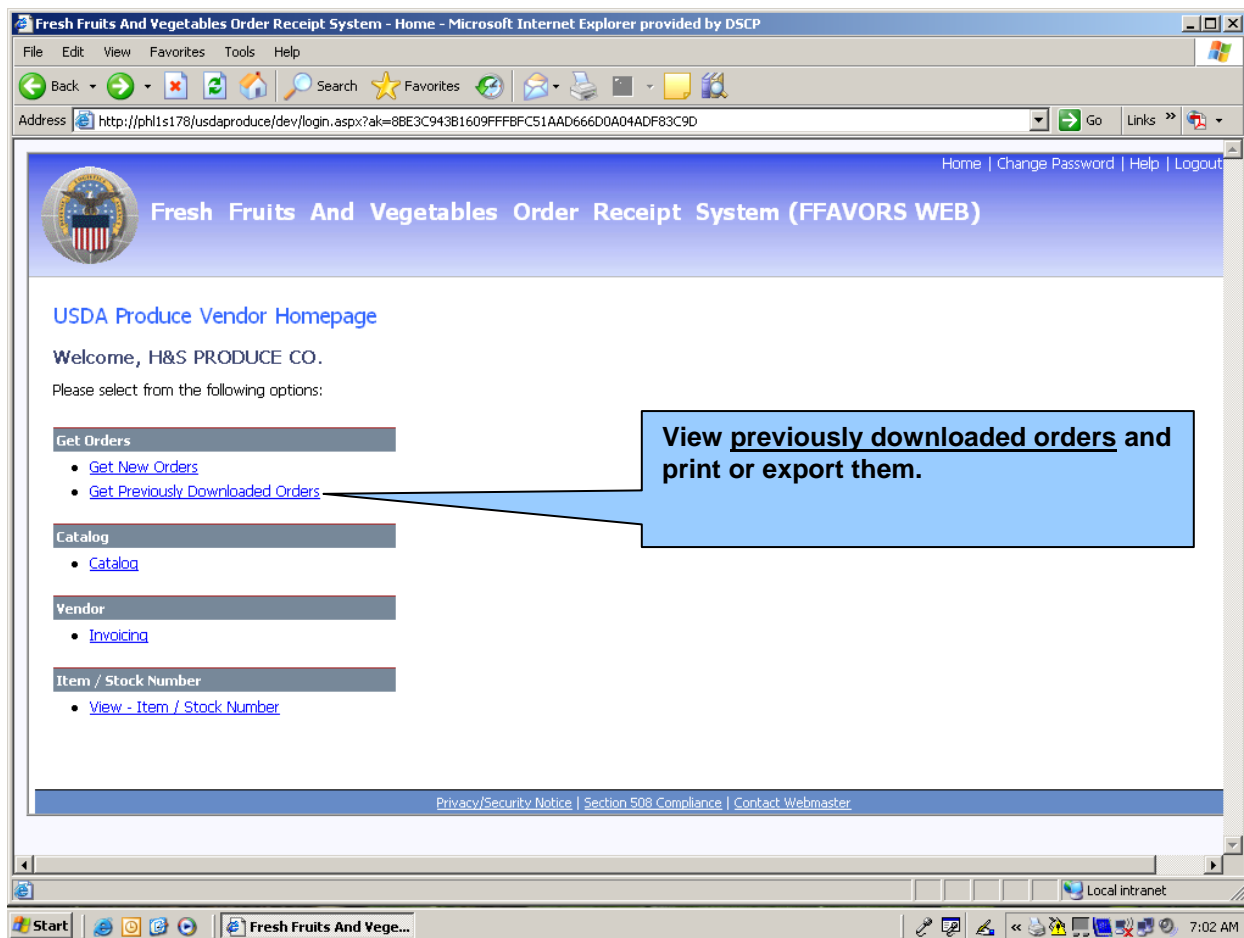 Fresh Fruits And Vegetables Order Receipt System - Home - Microsoft Internet Explorer provided by DSCP
File Edit View Favorites Tools Help
Back Search Favorites
Address http://phl1s178/usdaproduce/dev/login.aspx?ak=8BE3C943B1609FFFBFC51AAD666D0A04ADF83C9D Go Links »
Home | Change Password | Help | Logout
Fresh Fruits And Vegetables Order Receipt System (FFAVORS WEB)
USDA Produce Vendor Homepage
Welcome, H&S PRODUCE CO.
Please select from the following options:
Get Orders
• Get New Orders
• Get Previously Downloaded Orders
View previously downloaded orders and
print or export them.
Catalog
• Catalog
Vendor
• Invoicing
Item / Stock Number
• View - Item / Stock Number
Privacy/Security Notice | Section 508 Compliance | Contact Webmaster
Local intranet
Start Fresh Fruits And Vege... « 7:02 AM